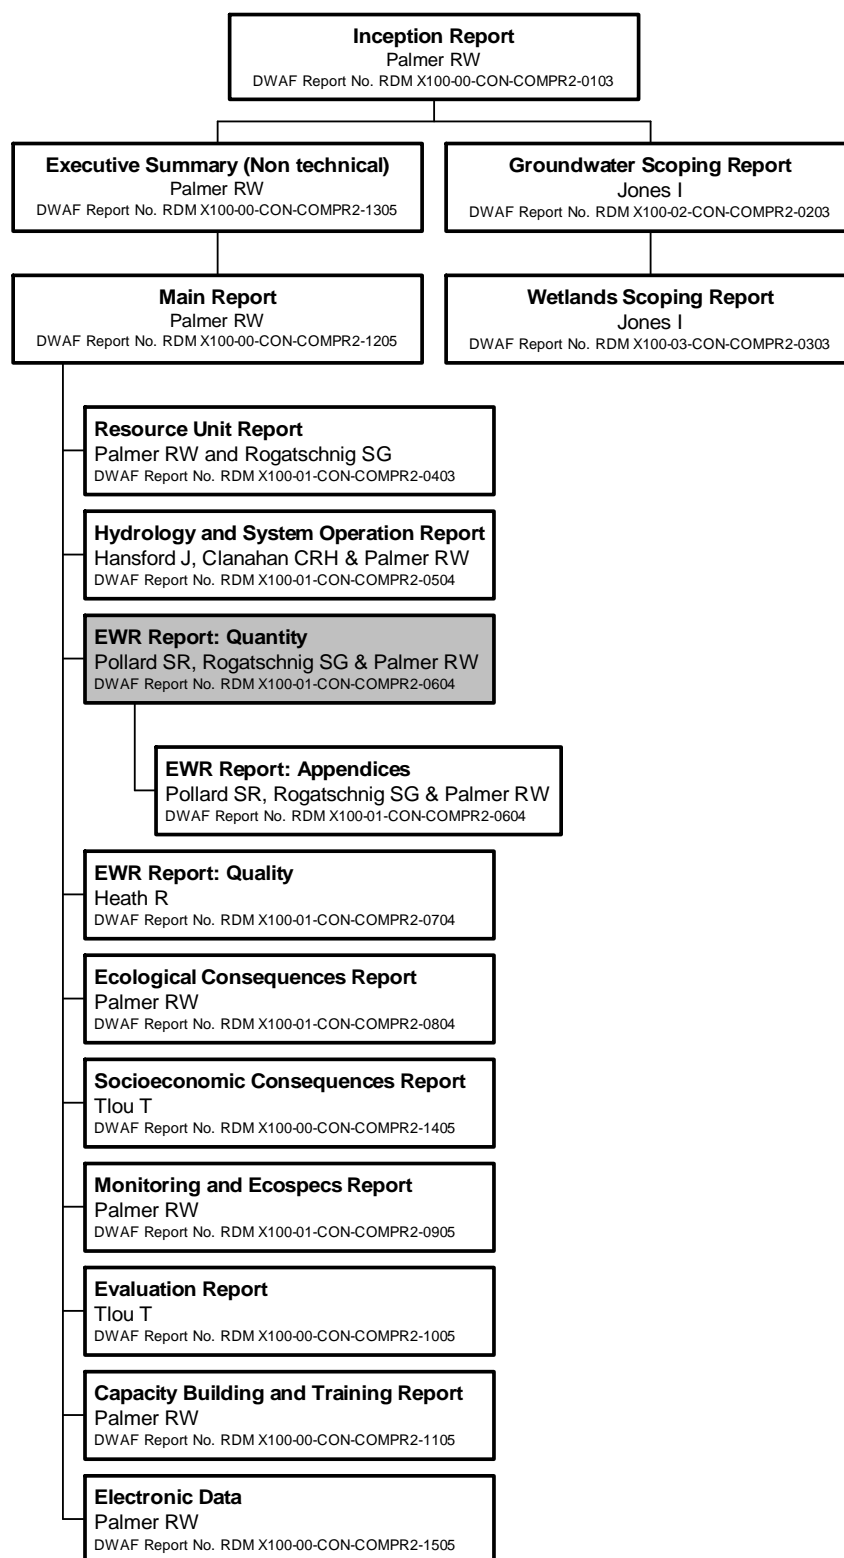 Inception Report
Palmer RW
DWAF Report No. RDM X100-00-CON-COMPR2-0103
Executive Summary (Non technical)
Palmer RW
DWAF Report No. RDM X100-00-CON-COMPR2-1305
Groundwater Scoping Report
Jones I
DWAF Report No. RDM X100-02-CON-COMPR2-0203
Main Report
Palmer RW
DWAF Report No. RDM X100-00-CON-COMPR2-1205
Wetlands Scoping Report
Jones I
DWAF Report No. RDM X100-03-CON-COMPR2-0303
Resource Unit Report
Palmer RW and Rogatschnig SG
DWAF Report No. RDM X100-01-CON-COMPR2-0403
Hydrology and System Operation Report
Hansford J, Clanahan CRH & Palmer RW
DWAF Report No. RDM X100-01-CON-COMPR2-0504
EWR Report: Quantity
Pollard SR, Rogatschnig SG & Palmer RW
DWAF Report No. RDM X100-01-CON-COMPR2-0604
EWR Report: Appendices
Pollard SR, Rogatschnig SG & Palmer RW
DWAF Report No. RDM X100-01-CON-COMPR2-0604
EWR Report: Quality
Heath R
DWAF Report No. RDM X100-01-CON-COMPR2-0704
Ecological Consequences Report
Palmer RW
DWAF Report No. RDM X100-01-CON-COMPR2-0804
Socioeconomic Consequences Report
Tlou T
DWAF Report No. RDM X100-00-CON-COMPR2-1405
Monitoring and Ecospecs Report
Palmer RW
DWAF Report No. RDM X100-01-CON-COMPR2-0905
Evaluation Report
Tlou T
DWAF Report No. RDM X100-00-CON-COMPR2-1005
Capacity Building and Training Report
Palmer RW
DWAF Report No. RDM X100-00-CON-COMPR2-1105
Electronic Data
Palmer RW
DWAF Report No. RDM X100-00-CON-COMPR2-1505